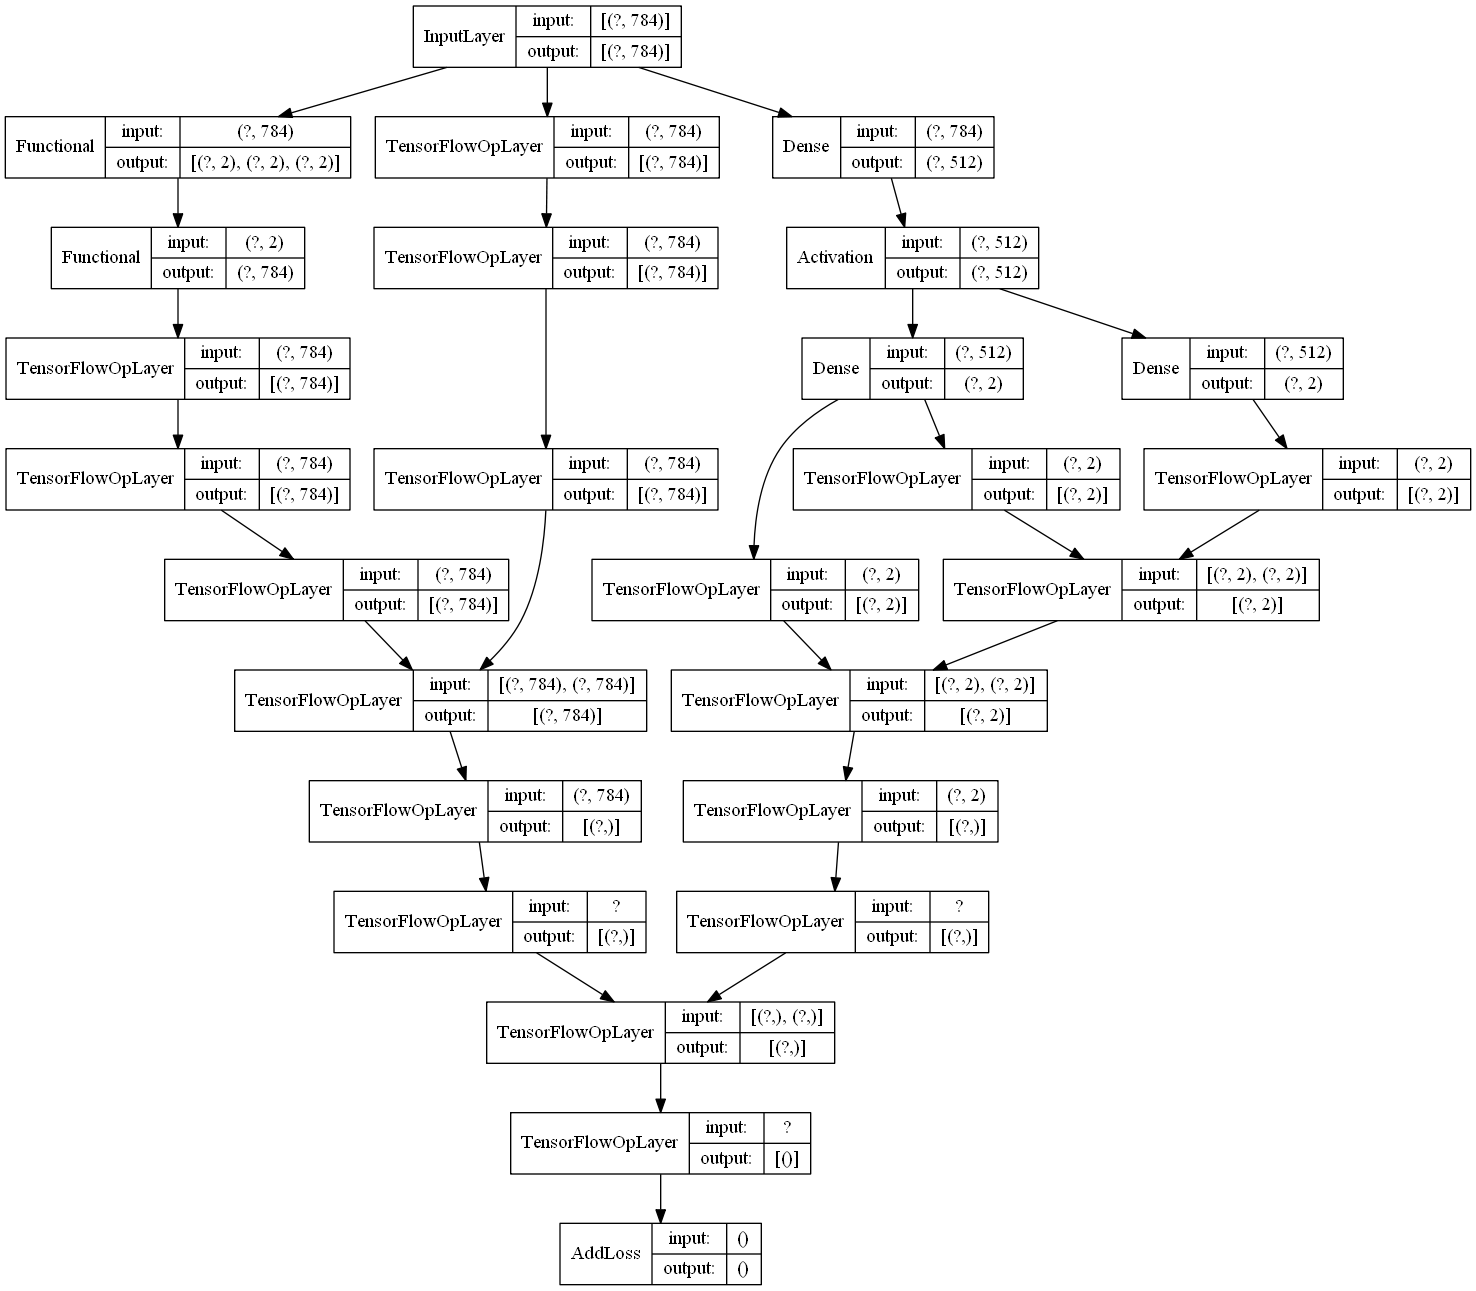 InputLayer
input: [(?, 784)]
output: [(?, 784)]
Functional
input: (?, 784)
output: [(?, 2), (?, 2), (?, 2)]
TensorFlowOpLayer
input: (?, 784)
output: [(?, 784)]
Dense
input: (?, 784)
output: (?, 512)
Functional
input: (?, 2)
output: (?, 784)
TensorFlowOpLayer
input: (?, 784)
output: [(?, 784)]
Activation
input: (?, 512)
output: (?, 512)
TensorFlowOpLayer
input: (?, 784)
output: [(?, 784)]
Dense
input: (?, 512)
output: (?, 2)
Dense
input: (?, 512)
output: (?, 2)
TensorFlowOpLayer
input: (?, 784)
output: [(?, 784)]
TensorFlowOpLayer
input: (?, 784)
output: [(?, 784)]
TensorFlowOpLayer
input: (?, 2)
output: [(?, 2)]
TensorFlowOpLayer
input: (?, 2)
output: [(?, 2)]
TensorFlowOpLayer
input: (?, 784)
output: [(?, 784)]
TensorFlowOpLayer
input: (?, 2)
output: [(?, 2)]
TensorFlowOpLayer
input: [(?, 2), (?, 2)]
output: [(?, 2)]
TensorFlowOpLayer
input: [(?, 784), (?, 784)]
output: [(?, 784)]
TensorFlowOpLayer
input: [(?, 2), (?, 2)]
output: [(?, 2)]
TensorFlowOpLayer
input: (?, 784)
output: [(?,)]
TensorFlowOpLayer
input: (?, 2)
output: [(?,)]
TensorFlowOpLayer
input: ?
output: [(?,)]
TensorFlowOpLayer
input: ?
output: [(?,)]
TensorFlowOpLayer
input: [(?,), (?,)]
output: [(?,)]
TensorFlowOpLayer
input: ?
output: [()]
AddLoss
input: ()
output: ()